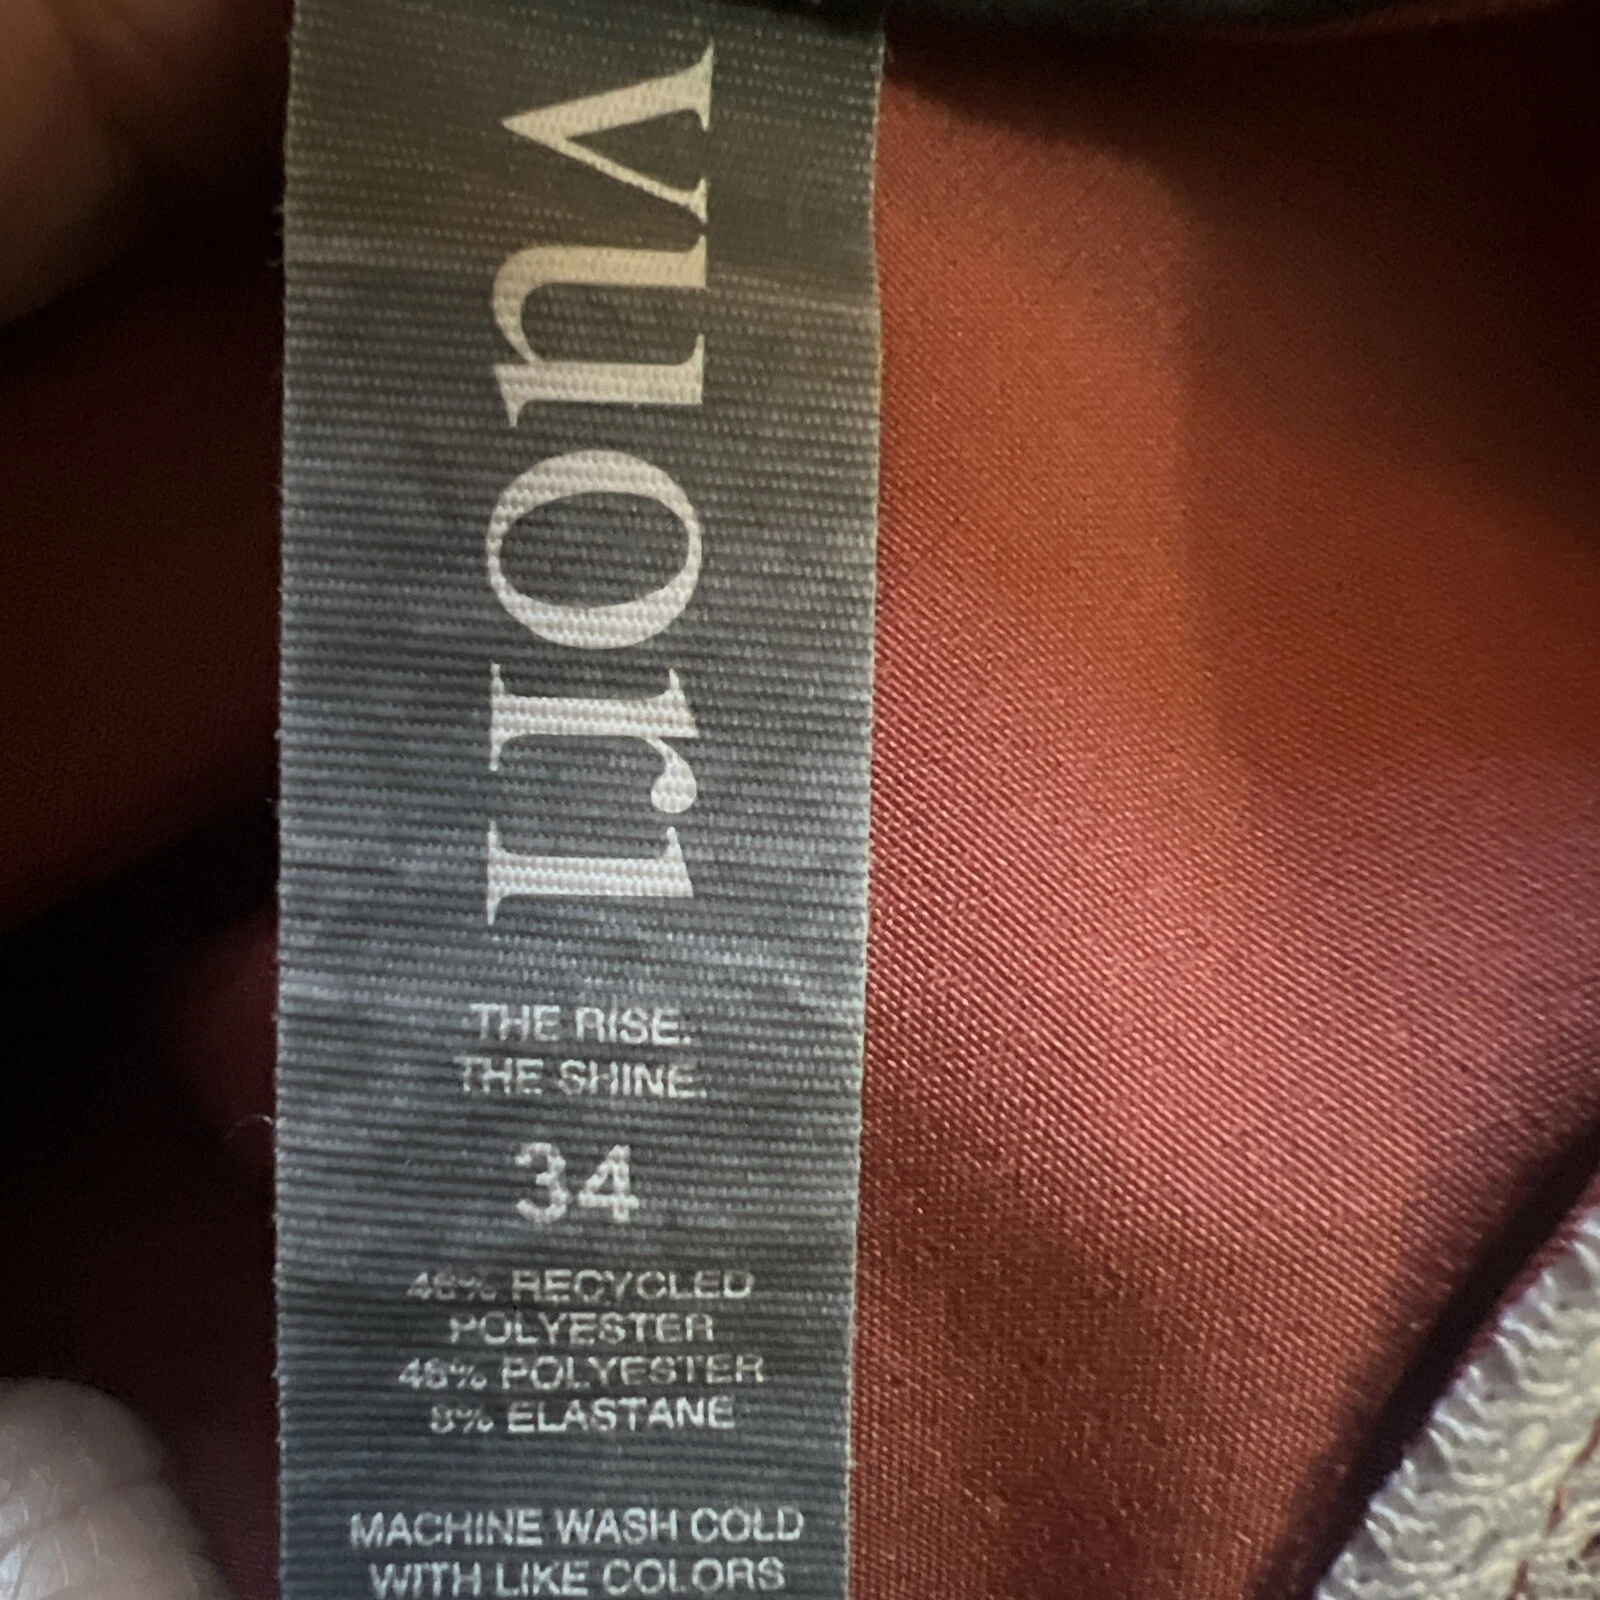 vuori
THE RISE.
THE SHINE.
34
46% RECYCLED
POLYESTER
46% POLYESTER
8% ELASTANE
MACHINE WASH COLD
WITH LIKE COLORS